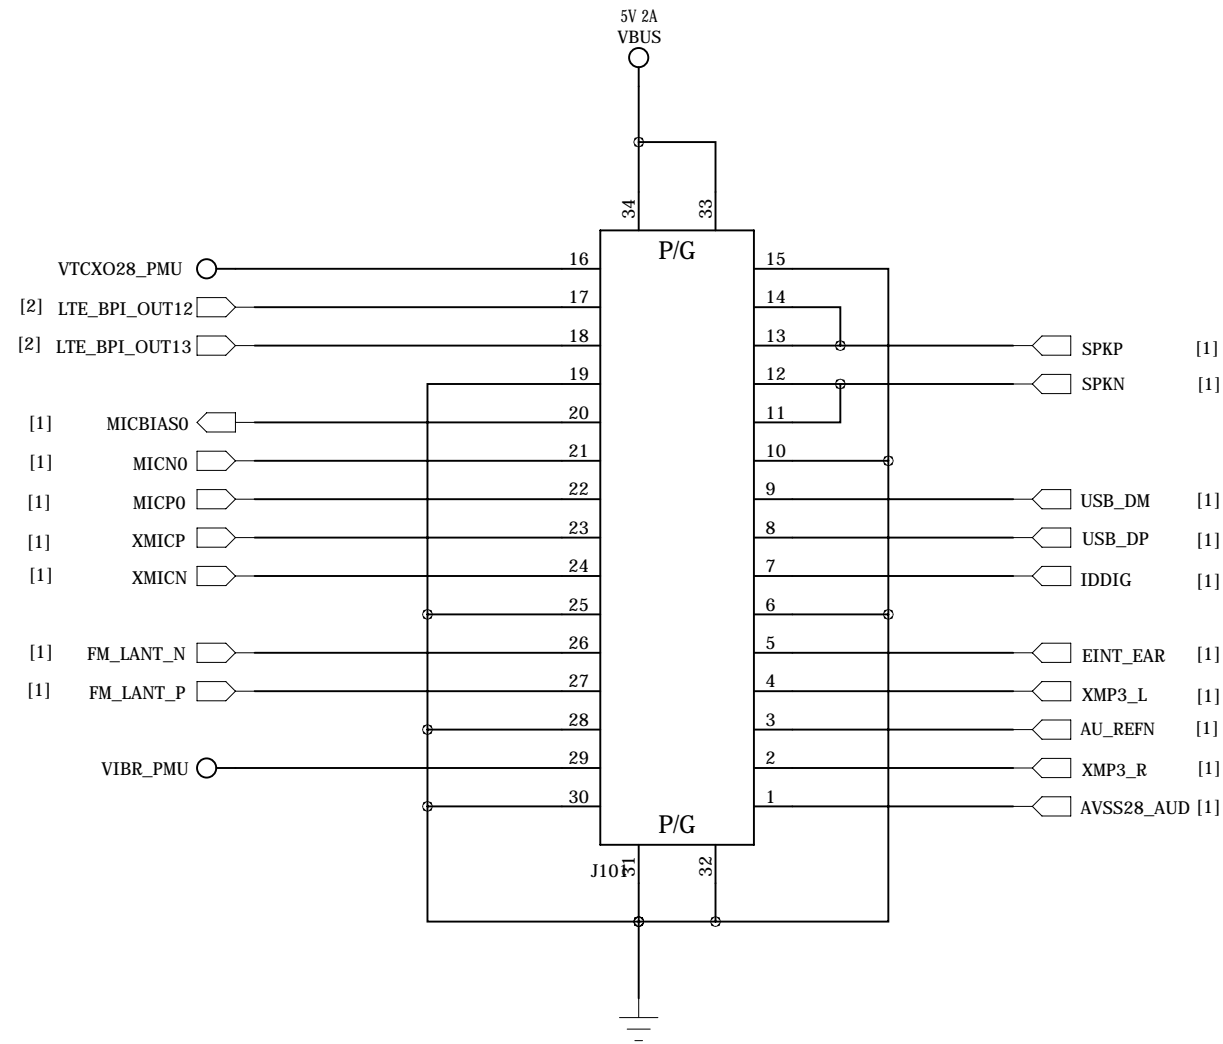 5V 2A
VBUS
34 33
P/G
VTCXO28_PMU 16 15
[2] LTE_BPI_OUT12 17 14
[2] LTE_BPI_OUT13 18 13 SPKP [1]
19 12 SPKN [1]
[1] MICBIAS0 20 11
[1] MICN0 21 10
[1] MICP0 22 9 USB_DM [1]
[1] XMICP 23 8 USB_DP [1]
[1] XMICN 24 7 IDDIG [1]
25 6
[1] FM_LANT_N 26 5 EINT_EAR [1]
[1] FM_LANT_P 27 4 XMP3_L [1]
28 3 AU_REFN [1]
VIBR_PMU 29 2 XMP3_R [1]
30 1 AVSS28_AUD [1]
P/G
J101 31 32